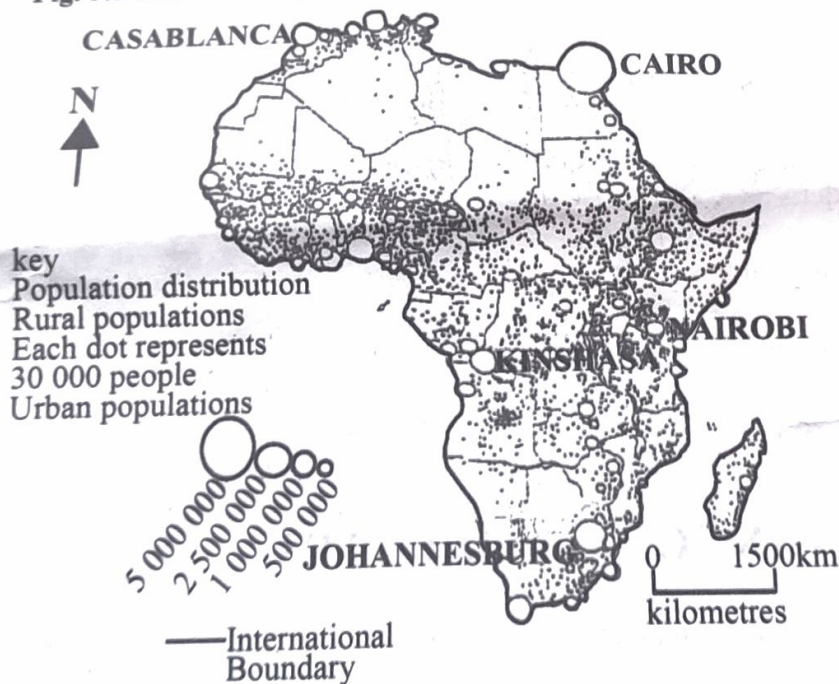 Fig.
CASABLANCA
CAIRO
N
key
Population distribution
Rural populations
Each dot represents
30 000 people
Urban populations
NAIROBI
KINSHASA
5 000 000
2 500 000
1 000 000
500 000
JOHANNESBURG
0 1500km
kilometres
International
Boundary